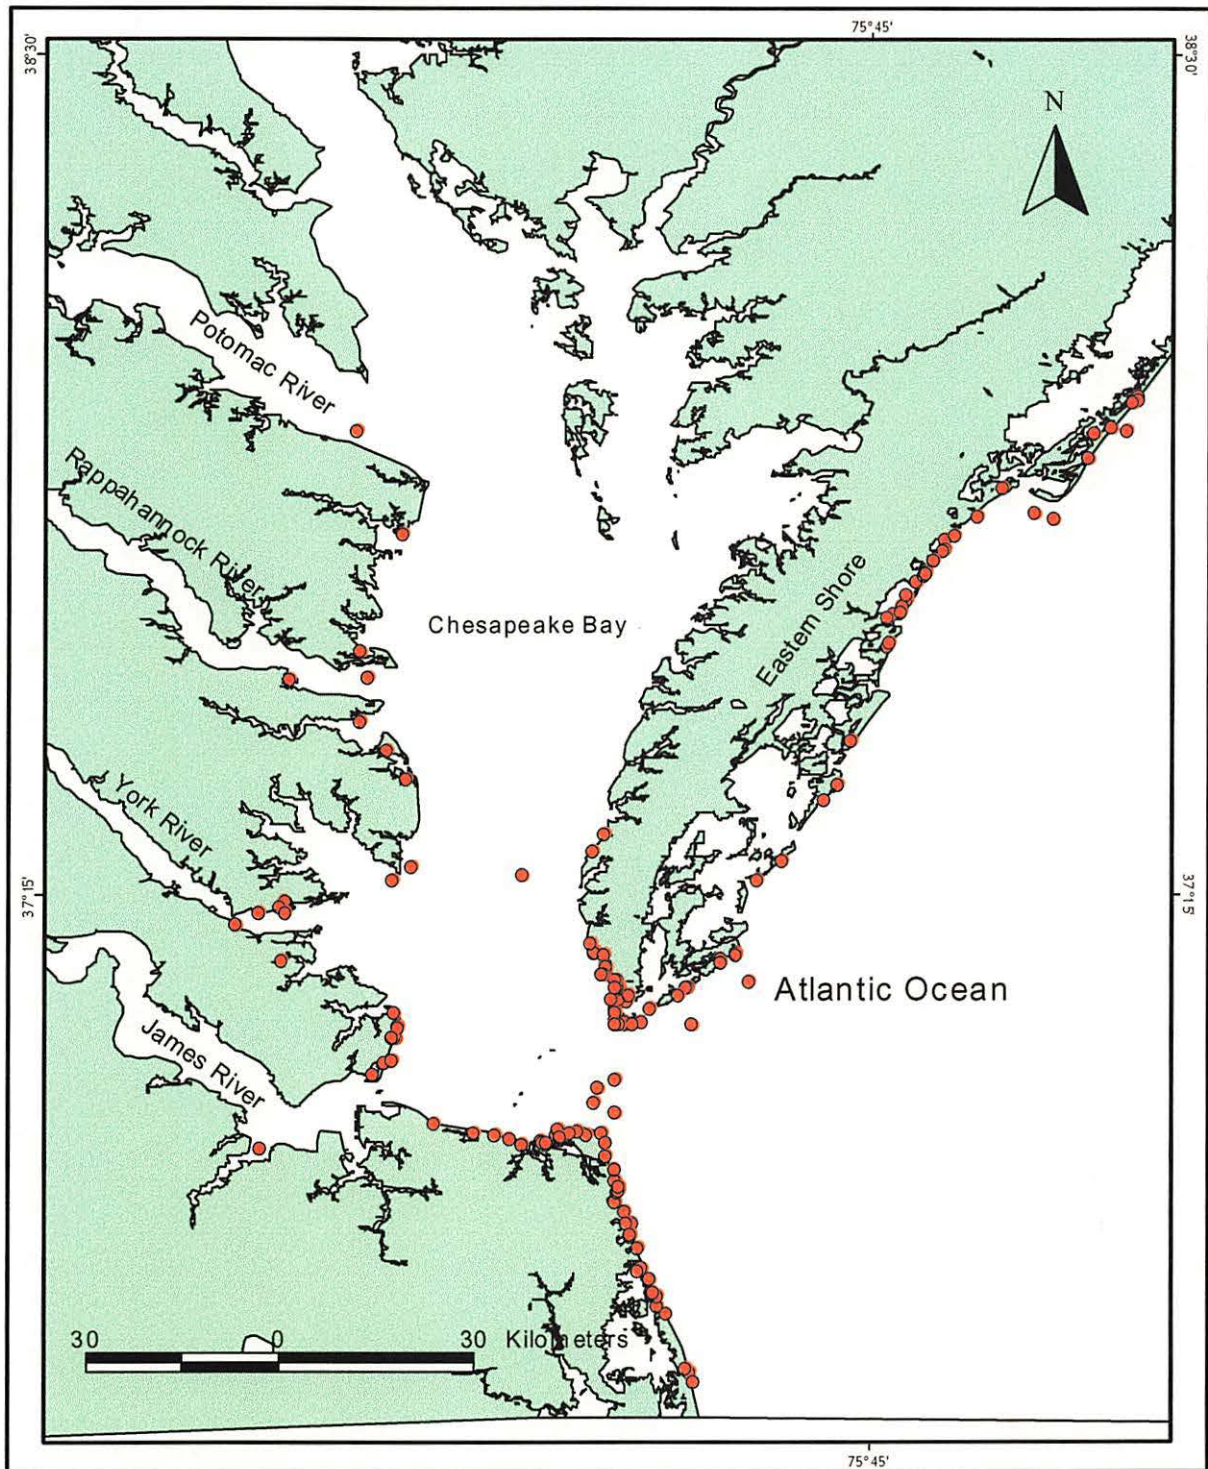 75°45'
38°30'
38°30'
N
Potomac River
Rappahannock River
Chesapeake Bay
Eastern Shore
York River
37°15'
37°15'
Atlantic Ocean
James River
30 0 30 Kilometers
75°45'